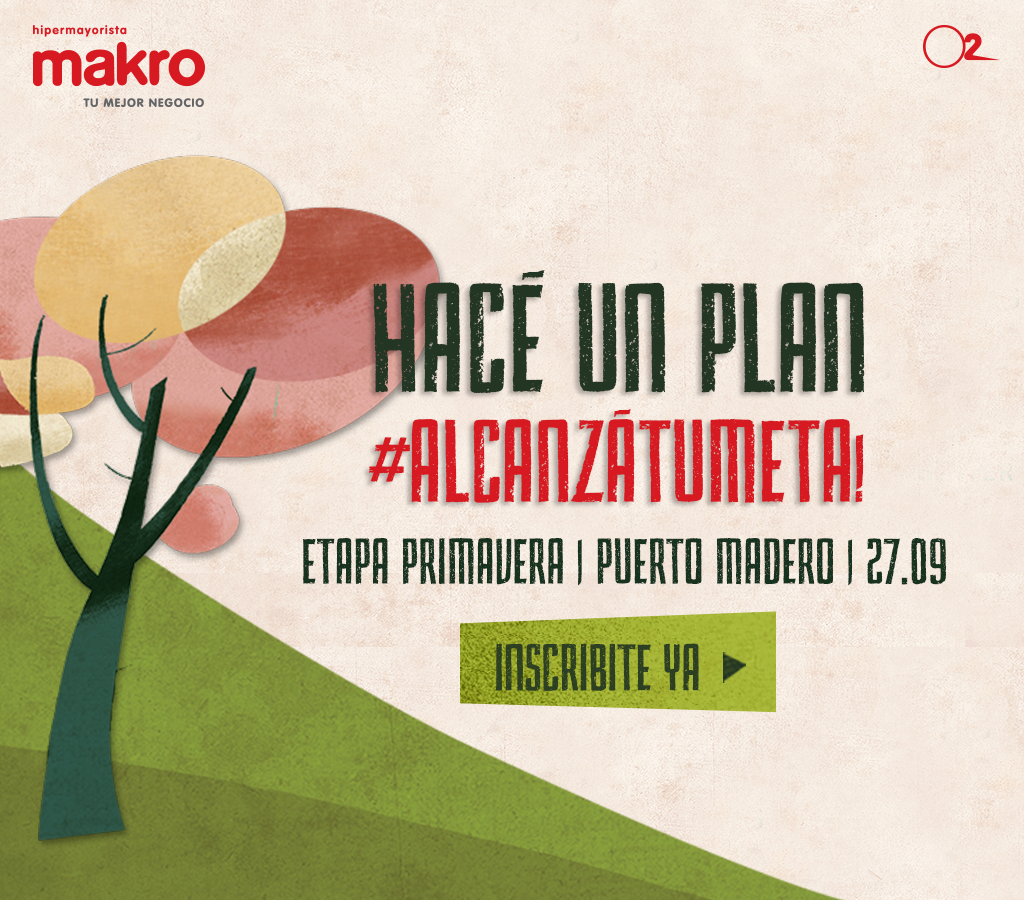 hipermayorista
makro
TU MEJOR NEGOCIO
O2
HACÉ UN PLAN
#ALCANZÁTUMETA!
ETAPA PRIMAVERA | PUERTO MADERO | 27.09
INSCRIBITE YA